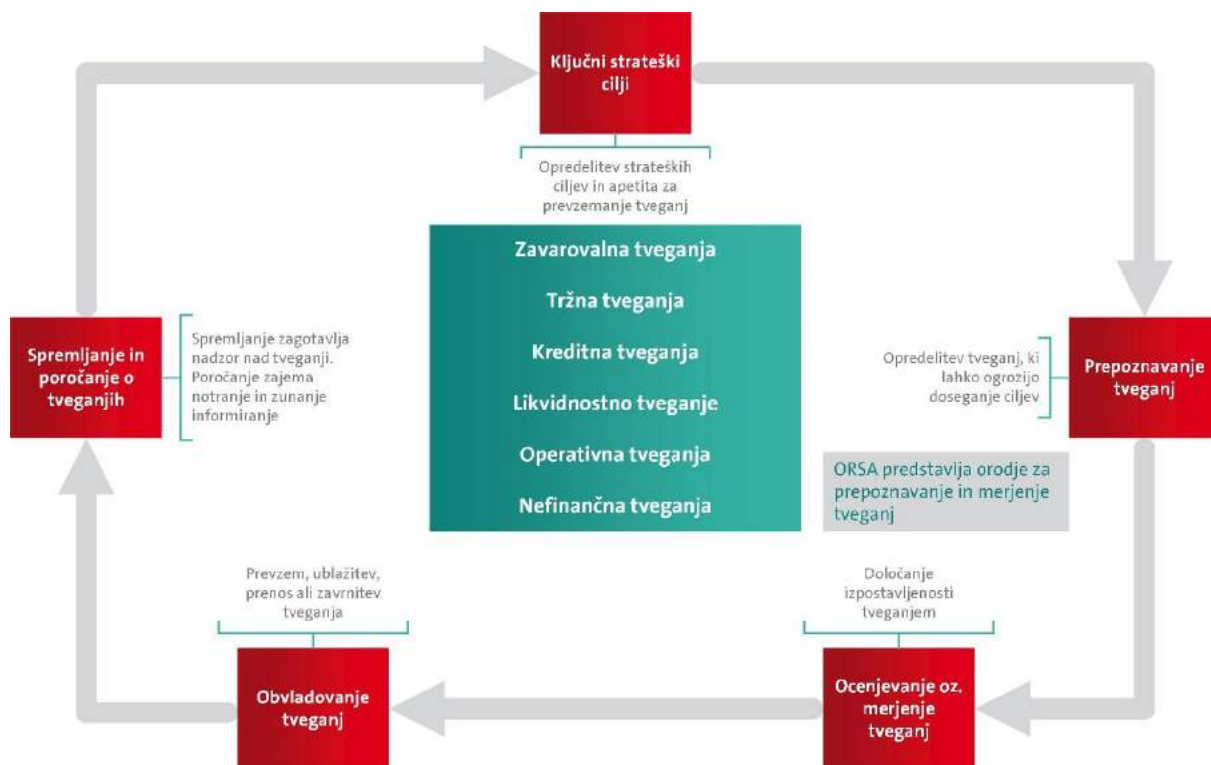 Ključni strateški
cilji
Opredelitev strateških
ciljev in apetita za
prevzemanje tveganj
Zavarovalna tveganja
Tržna tveganja
Kreditna tveganja
Likvidnostno tveganje
Operativna tveganja
Nefinančna tveganja
Spremljanje in
poročanje o
tveganjih
Spremljanje zagotavlja
nadzor nad tveganji.
Poročanje zajema
notranje in zunanje
informiranje
Opredelitev tveganj, ki
lahko ogrozijo
doseganje ciljev
Prepoznavanje
tveganj
ORSA predstavlja orodje za
prepoznavanje in merjenje
tveganj
Prevzem, ublažitev,
prenos ali zavrnitev
tveganja
Obvladovanje
tveganj
Določanje
izpostavljenosti
tveganjem
Ocenjevanje oz.
merjenje
tveganj